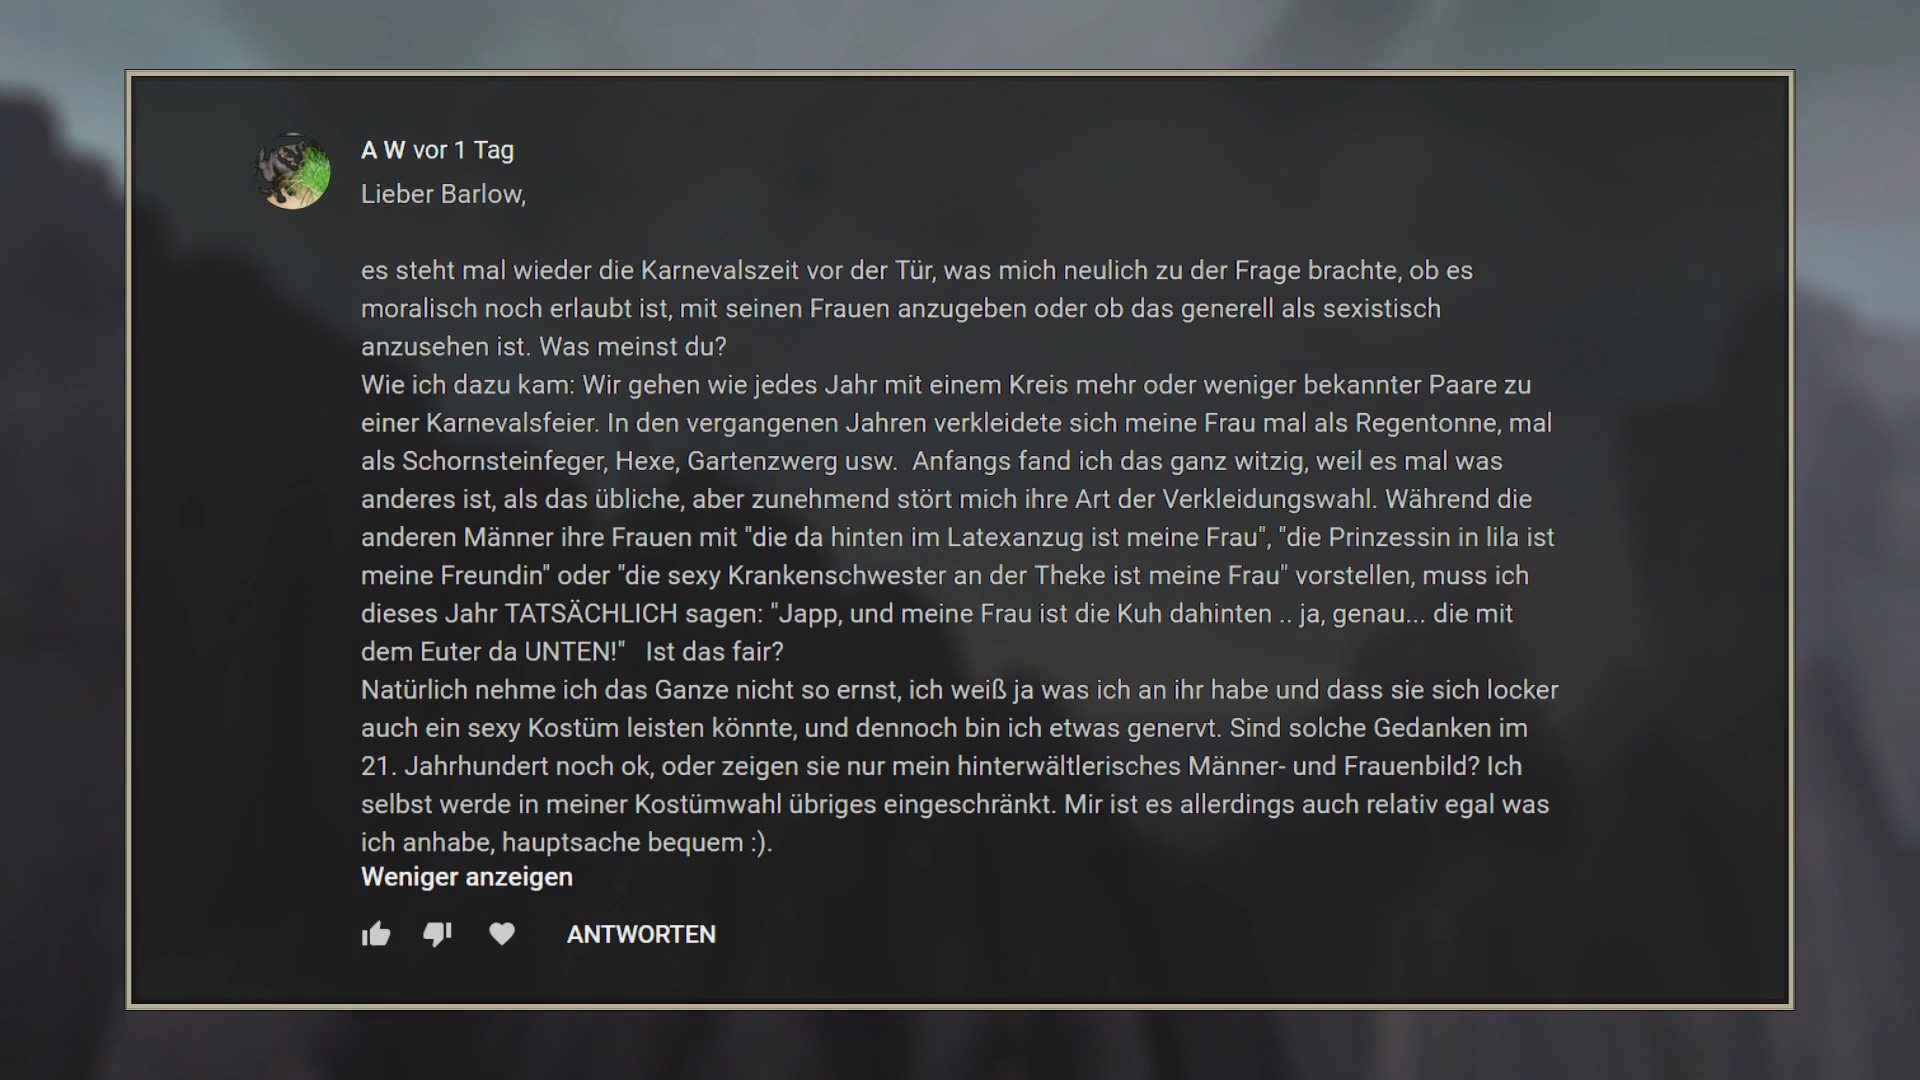 A W vor 1 Tag
Lieber Barlow,
es steht mal wieder die Karnevalszeit vor der Tür, was mich neulich zu der Frage brachte, ob es
moralisch noch erlaubt ist, mit seinen Frauen anzugeben oder ob das generell als sexistisch
anzusehen ist. Was meinst du?
Wie ich dazu kam: Wir gehen wie jedes Jahr mit einem Kreis mehr oder weniger bekannter Paare zu
einer Karnevalsfeier. In den vergangenen Jahren verkleidete sich meine Frau mal als Regentonne, mal
als Schornsteinfeger, Hexe, Gartenzwerg usw.  Anfangs fand ich das ganz witzig, weil es mal was
anderes ist, als das übliche, aber zunehmend stört mich ihre Art der Verkleidungswahl. Während die
anderen Männer ihre Frauen mit "die da hinten im Latexanzug ist meine Frau", "die Prinzessin in lila ist
meine Freundin" oder "die sexy Krankenschwester an der Theke ist meine Frau" vorstellen, muss ich
dieses Jahr TATSÄCHLICH sagen: "Japp, und meine Frau ist die Kuh dahinten .. ja, genau... die mit
dem Euter da UNTEN!"   Ist das fair?
Natürlich nehme ich das Ganze nicht so ernst, ich weiß ja was ich an ihr habe und dass sie sich locker
auch ein sexy Kostüm leisten könnte, und dennoch bin ich etwas genervt. Sind solche Gedanken im
21. Jahrhundert noch ok, oder zeigen sie nur mein hinterwältlerisches Männer- und Frauenbild? Ich
selbst werde in meiner Kostümwahl übriges eingeschränkt. Mir ist es allerdings auch relativ egal was
ich anhabe, hauptsache bequem :).
Weniger anzeigen
ANTWORTEN